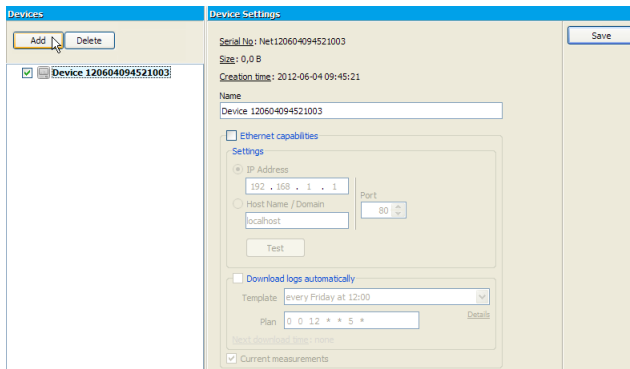 Devices
Add
Delete
Device 120604094521003
Device Settings
Serial No: Net120604094521003
Size: 0,0 B
Creation time: 2012-06-04 09:45:21
Name
Device 120604094521003
Ethernet capabilities
Settings
IP Address
192 . 168 . 1 . 1
Host Name / Domain
localhost
Port
80
Test
Download logs automatically
Template every Friday at 12:00
Plan 0 0 12 * * 5 *
Details
Next download time: mine
Current measurements
Save